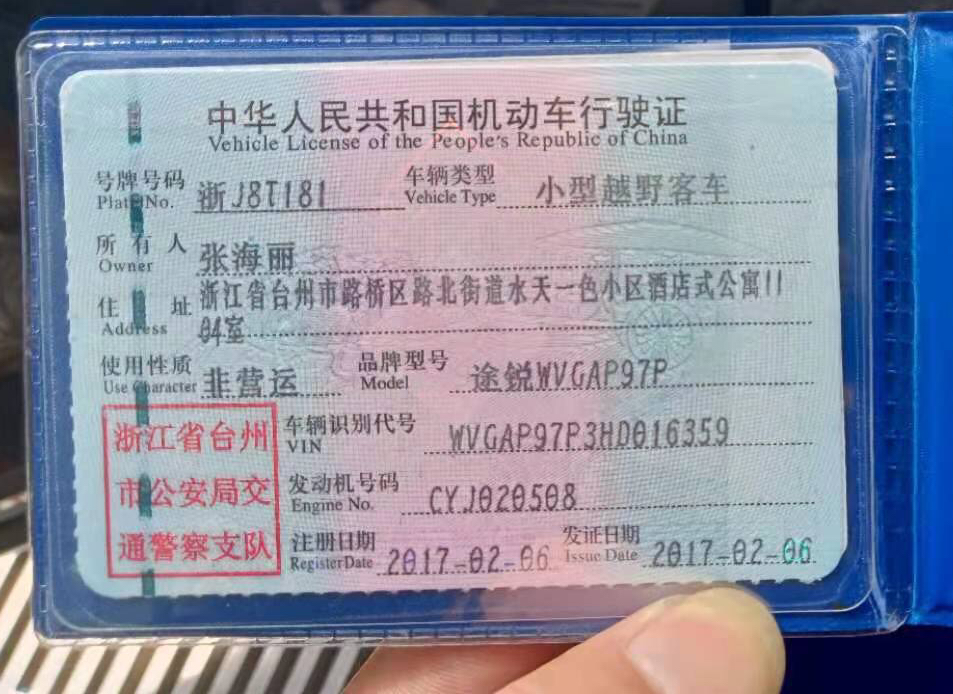 中华人民共和国机动车行驶证
Vehicle License of the People's Republic of China
号牌号码 浙J8T181 车辆类型 小型越野客车
Plate No. Vehicle Type
所有人 张海丽
Owner
住址 浙江省台州市路桥区路北街道水天一色小区酒店式公寓11
Address 04室
使用性质 非营运 品牌型号 途锐WVGAP97P
Use Character Model
浙江省台州
市公安局交
通警察支队
车辆识别代号 WVGAP97P3HD016359
VIN
发动机号码 CYJ020508
Engine No.
注册日期 2017-02-06 发证日期 2017-02-06
Register Date Issue Date